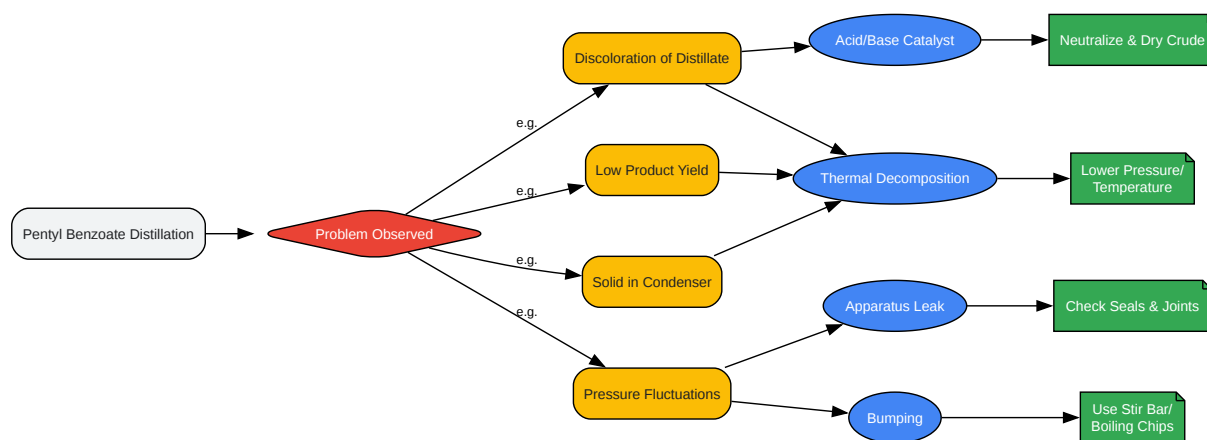 Discoloration of Distillate
Acid/Base Catalyst
Neutralize & Dry Crude
e.g.
Low Product Yield
Thermal Decomposition
Lower Pressure/
Temperature
e.g.
Pentyl Benzoate Distillation
Problem Observed
e.g.
Solid in Condenser
Apparatus Leak
Check Seals & Joints
e.g.
Pressure Fluctuations
Bumping
Use Stir Bar/
Boiling Chips